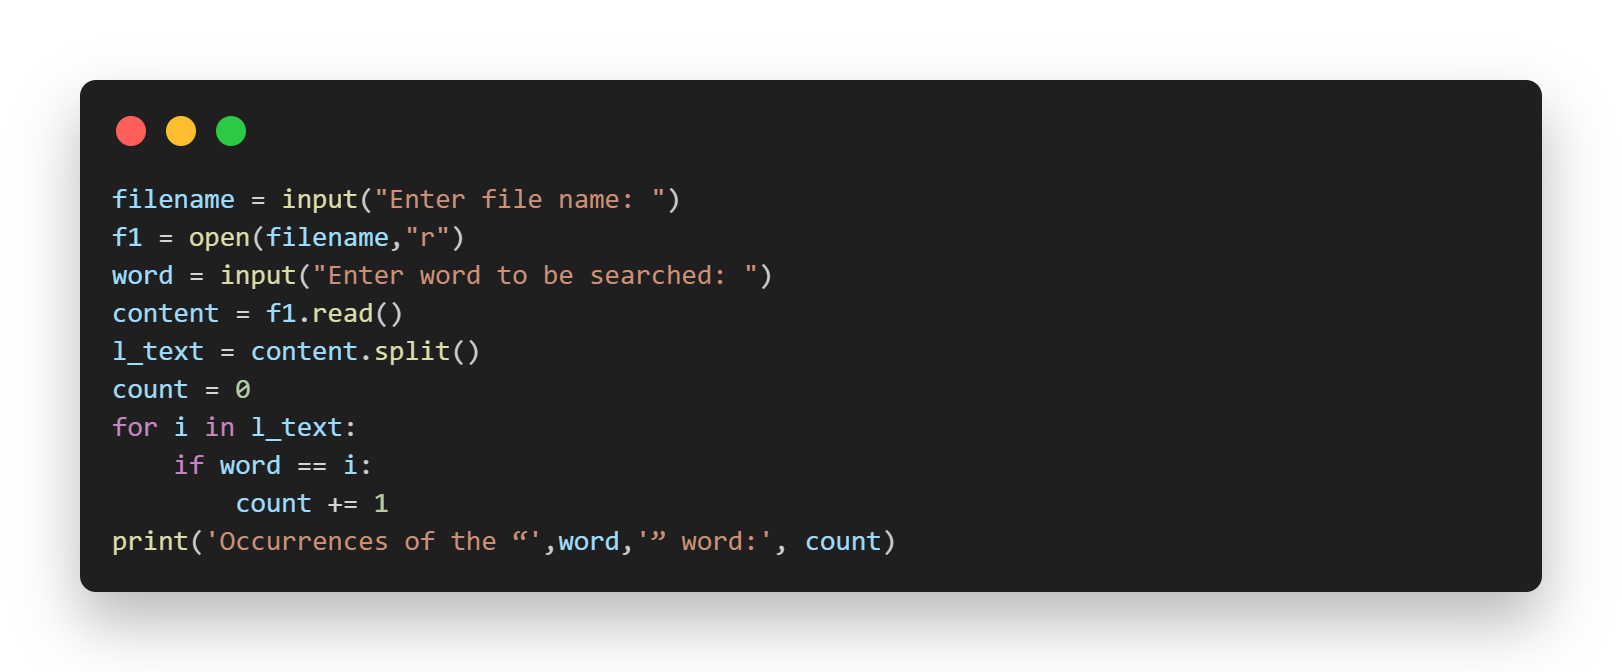 filename = input("Enter file name: ")
f1 = open(filename,"r")
word = input("Enter word to be searched: ")
content = f1.read()
l_text = content.split()
count = 0
for i in l_text:
    if word == i:
        count += 1
print('Occurrences of the “',word,'” word:', count)